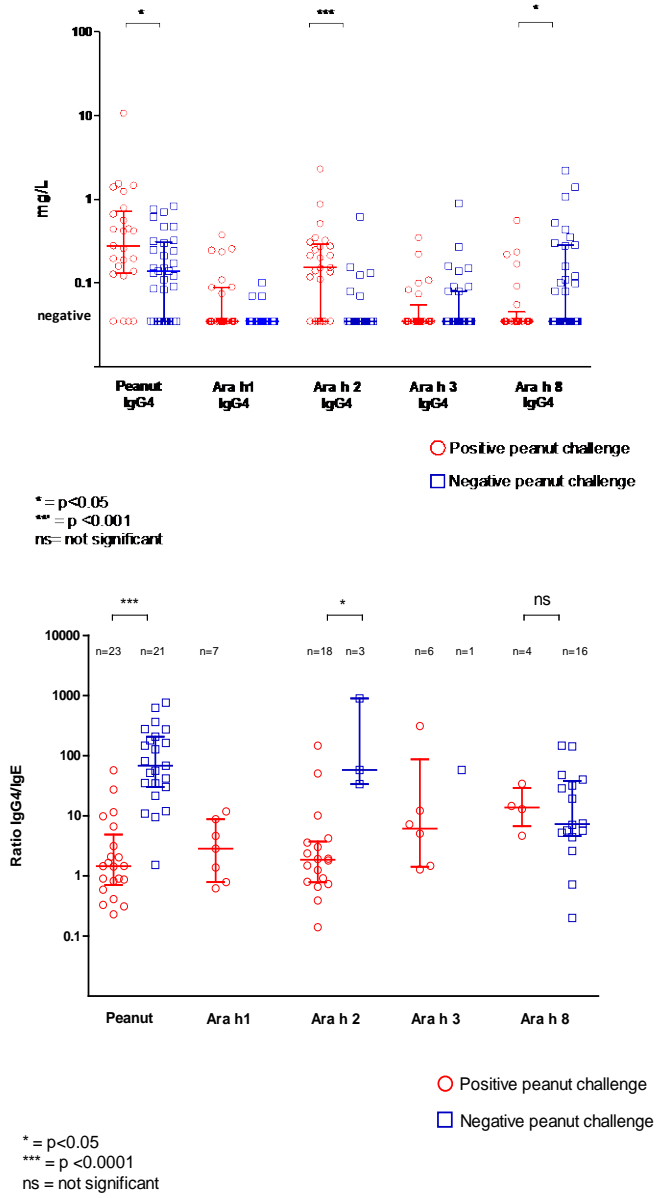 * *** *
100
10
1
0.1
negative
mg/L
Peanut Ara h1 Ara h 2 Ara h 3 Ara h 8
IgG4 IgG4 IgG4 IgG4 IgG4
Positive peanut challenge
Negative peanut challenge
* = p<0.05
*** = p <0.001
ns= not significant
*** * ns
10000
n=23 n=21 n=7 n=18 n=3 n=6 n=1 n=4 n=16
1000
100
10
1
0.1
Ratio IgG4/IgE
Peanut Ara h1 Ara h 2 Ara h 3 Ara h 8
Positive peanut challenge
Negative peanut challenge
* = p<0.05
*** = p <0.0001
ns = not significant